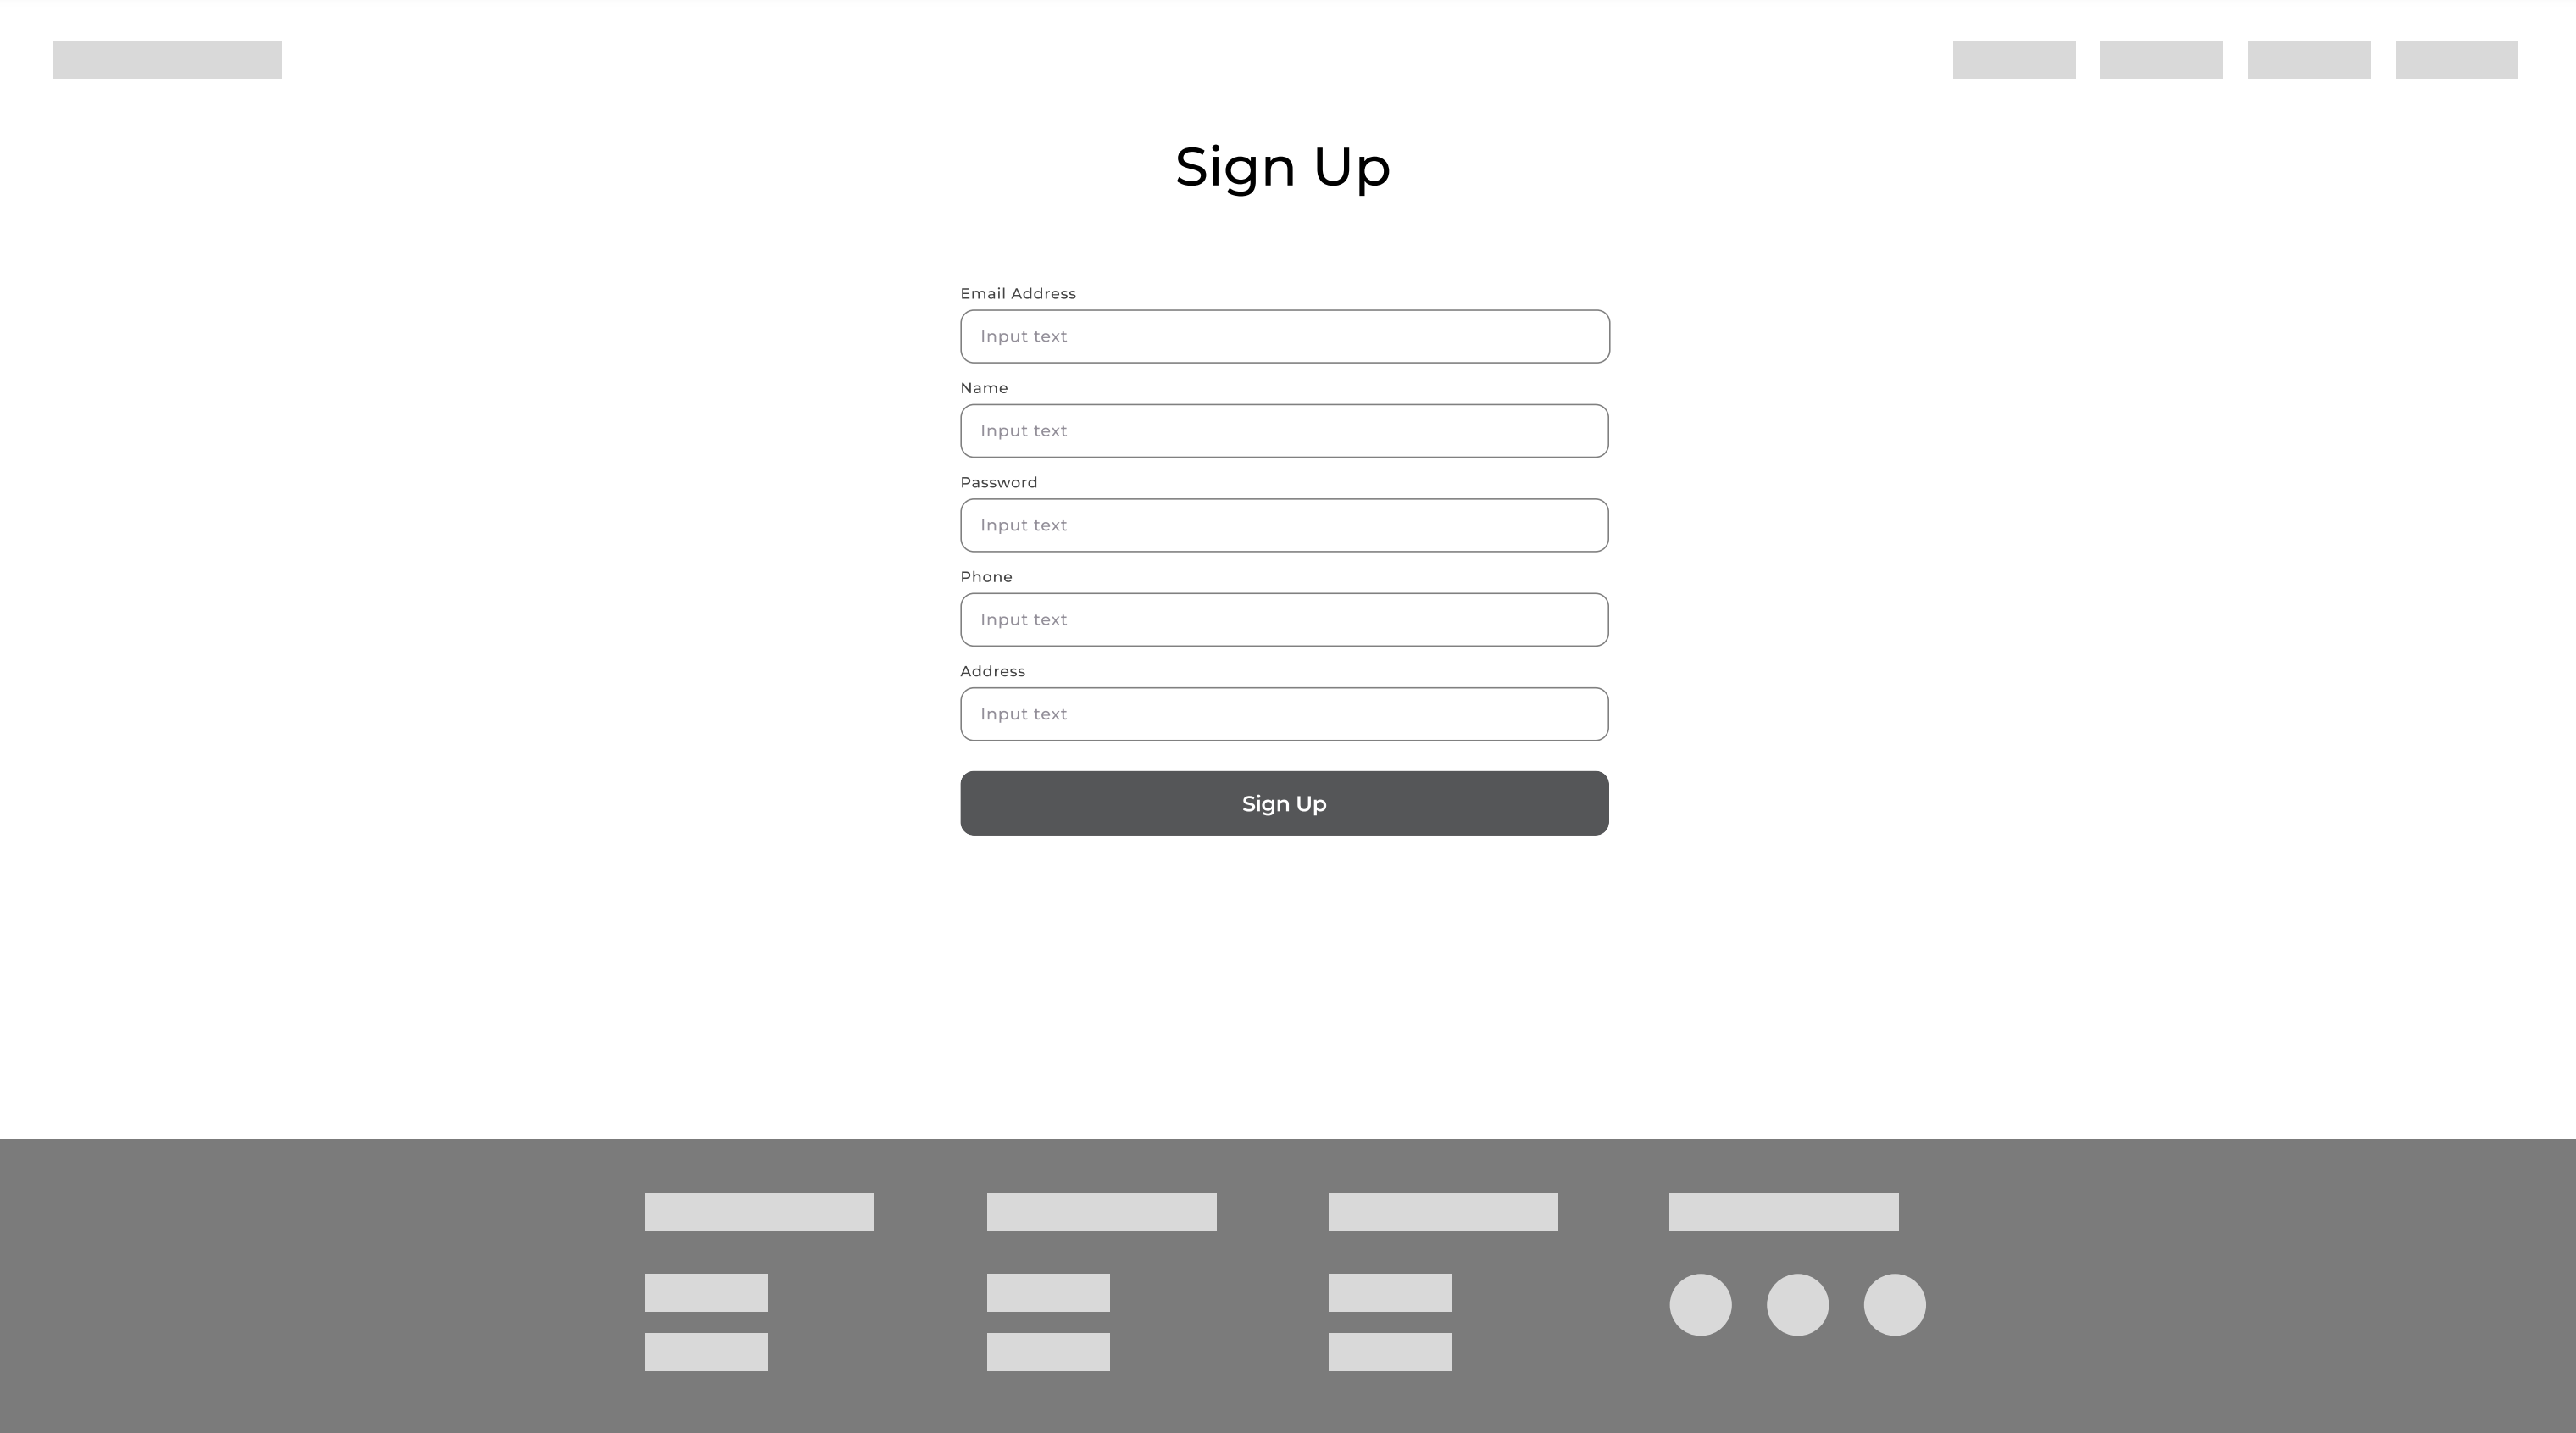 Sign Up
Email Address
Input text
Name
Input text
Password
Input text
Phone
Input text
Address
Input text
Sign Up